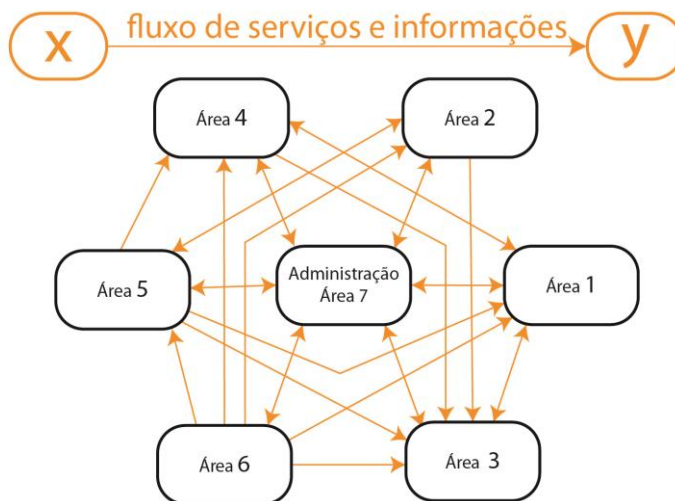 x fluxo de serviços e informações y
Área 4
Área 2
Área 5
Administração
Área 7
Área 1
Área 6
Área 3